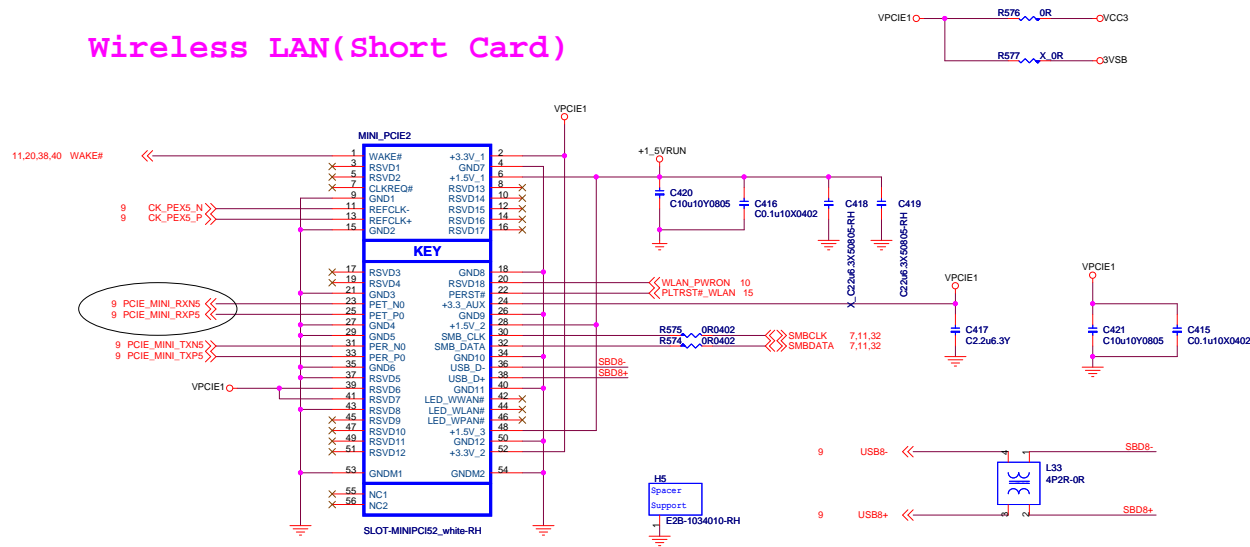 Wireless LAN(Short Card)
VPCIE1
R576
0R
VCC3
R577
X_0R
3VSB
VPCIE1
MINI_PCIE2
11,20,38,40 WAKE#
1 WAKE# +3.3V_1 2
3 RSVD1 GND7 4
5 RSVD2 +1.5V_1 6
7 CLKREQ# RSVD13 8
9 GND1 RSVD14 10
9 CK_PEX5_N 11 REFCLK- RSVD15 12
9 CK_PEX5_P 13 REFCLK+ RSVD16 14
15 GND2 RSVD17 16
KEY
17 RSVD3 GND8 18
19 RSVD4 RSVD18 20 WLAN_PWRON 10
21 GND3 PERST# 22 PLTRST#_WLAN 15
9 PCIE_MINI_RXN5 23 PET_N0 +3.3_AUX 24
9 PCIE_MINI_RXP5 25 PET_P0 GND9 26
27 GND4 +1.5V_2 28
29 GND5 SMB_CLK 30 R575 0R0402 SMBCLK 7,11,32
9 PCIE_MINI_TXN5 31 PER_N0 SMB_DATA 32 R574 0R0402 SMBDATA 7,11,32
9 PCIE_MINI_TXP5 33 PER_P0 GND10 34
35 GND6 USB_D- 36 SBD8-
37 RSVD5 USB_D+ 38 SBD8+
VPCIE1 39 RSVD6 GND11 40
41 RSVD7 LED_WWAN# 42
43 RSVD8 LED_WLAN# 44
45 RSVD9 LED_WPAN# 46
47 RSVD10 +1.5V_3 48
49 RSVD11 GND12 50
51 RSVD12 +3.3V_2 52
53 GNDM1 GNDM2 54
55 NC1
56 NC2
SLOT-MINIPCI52_white-RH
+1_5VRUN
C420
C10u10Y0805
C416
C0.1u10X0402
C418
X_C22u6.3X50805-RH
C419
C22u6.3X50805-RH
VPCIE1
C417
C2.2u6.3Y
VPCIE1
C421
C10u10Y0805
C415
C0.1u10X0402
H5
Spacer
Support
1
E2B-1034010-RH
9 USB8- 4 1 SBD8-
L33
4P2R-0R
9 USB8+ 3 2 SBD8+